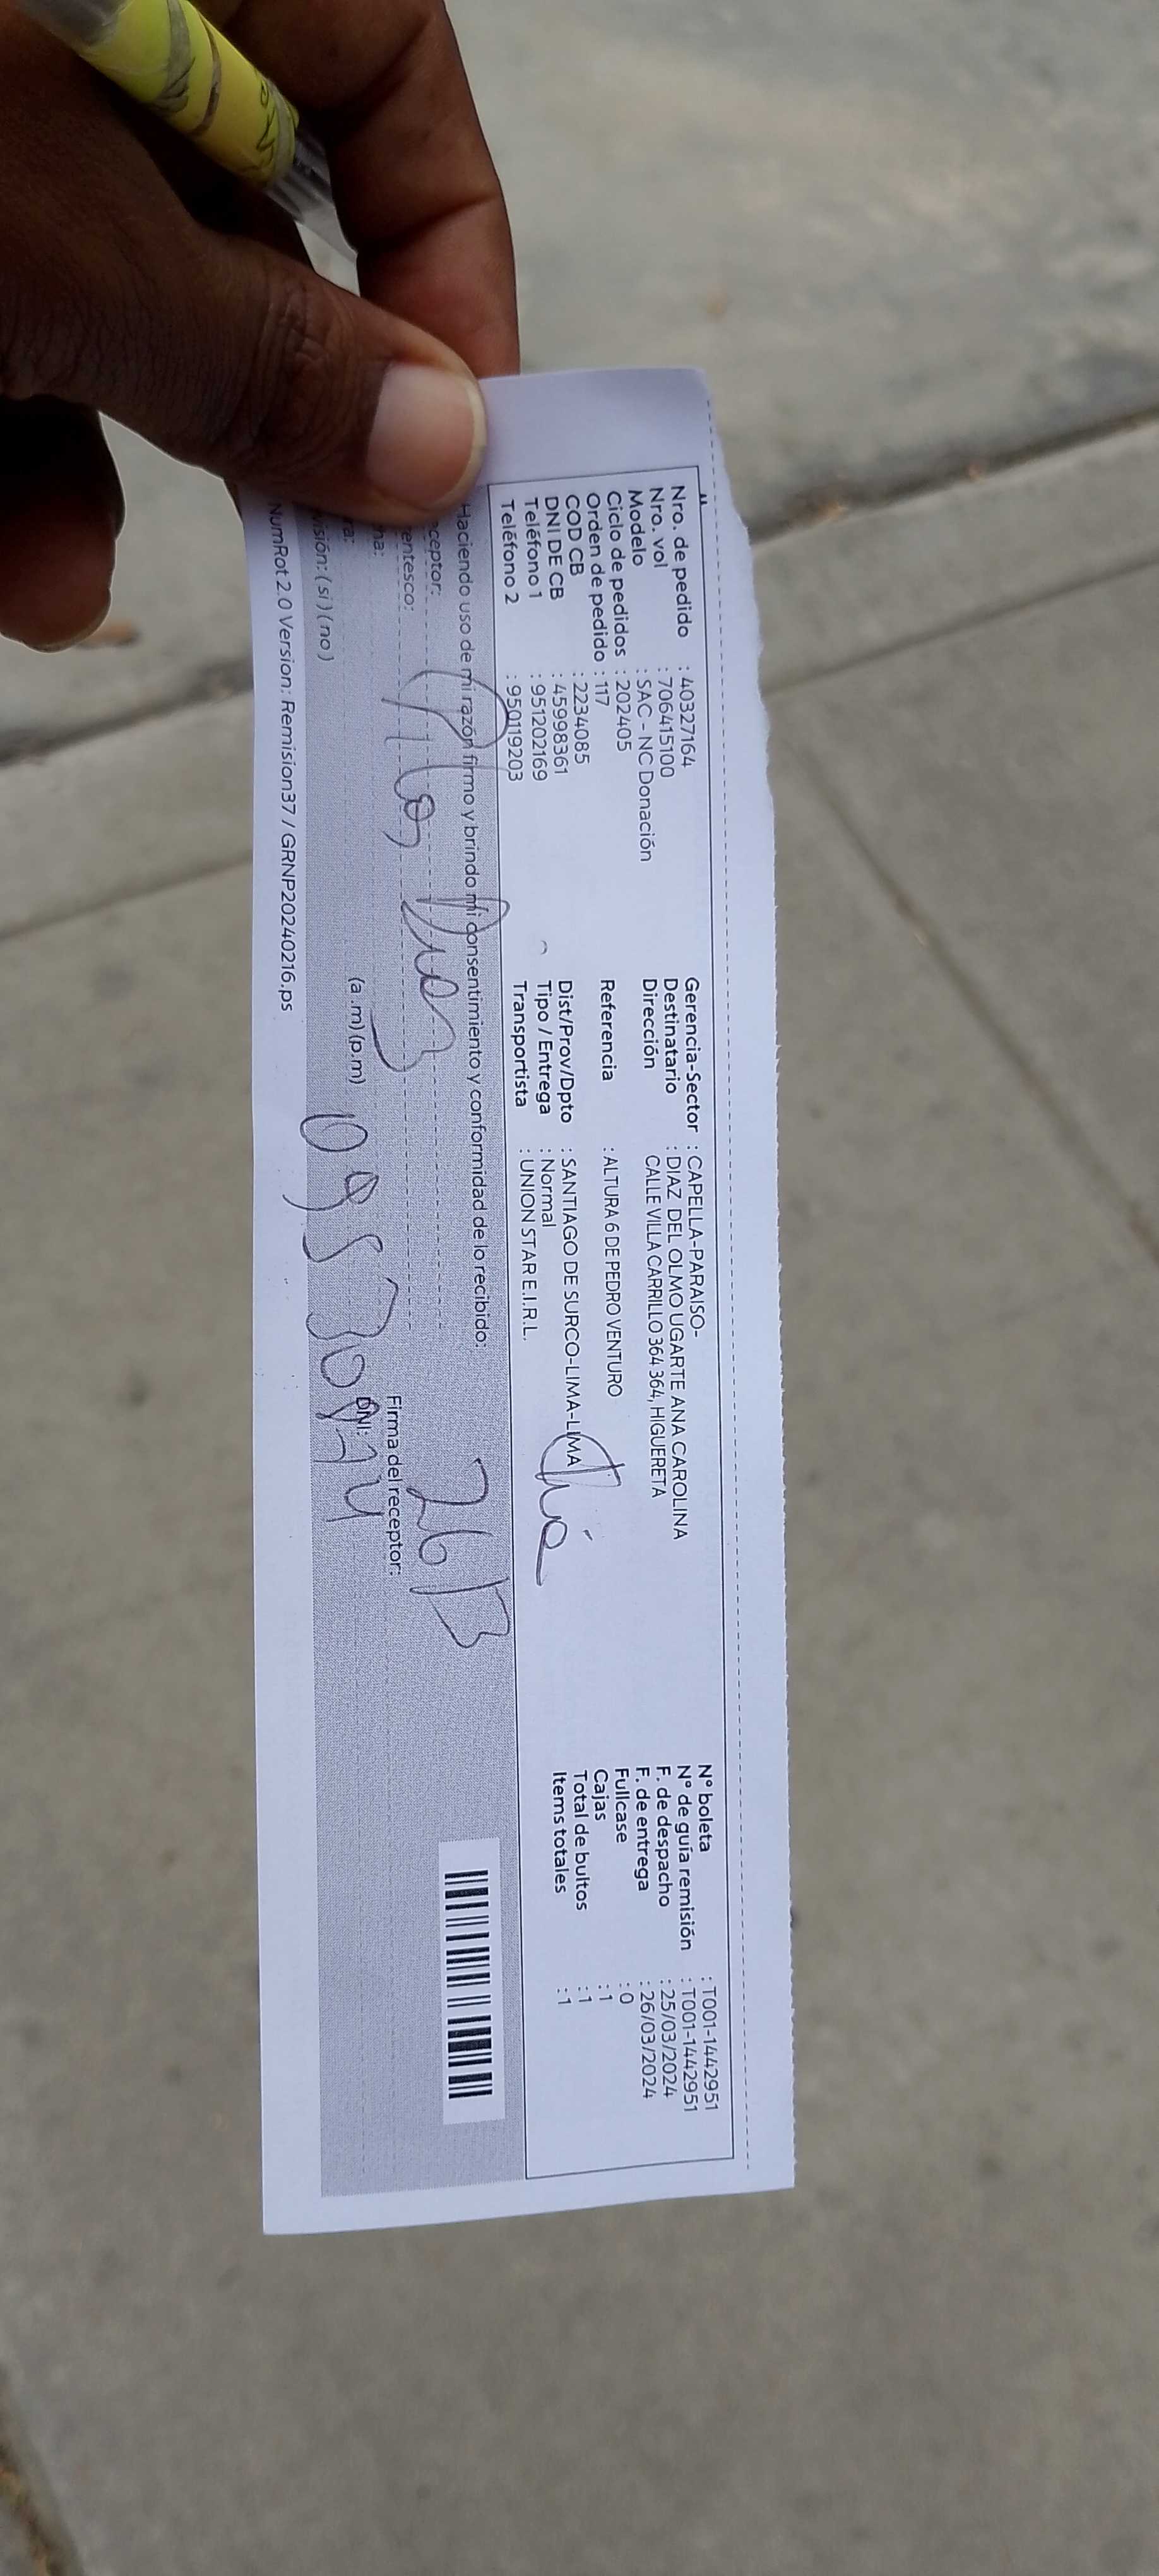 Nro. de pedido : 40327164
Nro. vol : 706415100
Modelo : SAC - NC Donación
Ciclo de pedidos : 202405
Orden de pedido : 117
COD CB : 2234085
DNI DE CB : 45998361
Teléfono 1 : 951202169
Teléfono 2 : 950119203
Gerencia-Sector : CAPELLA-PARAISO-
Destinatario : DIAZ DEL OLMO UGARTE ANA CAROLINA
Dirección CALLE VILLA CARRILLO 364 364, HIGUERETA
Referencia : ALTURA 6 DE PEDRO VENTURO
Dist/Prov/Dpto : SANTIAGO DE SURCO-LIMA-LIMA
Tipo / Entrega : Normal
Transportista : UNION STAR E.I.R.L.
N° boleta : T001-1442951
N° de guía remisión : T001-1442951
F. de despacho : 25/03/2024
F. de entrega : 26/03/2024
Fullcase : 0
Cajas : 1
Total de bultos : 1
Items totales : 1
Haciendo uso de mi razón firmo y brindo mi consentimiento y conformidad de lo recibido:
eceptor:
entesco:
na:
ra: (a.m) (p.m)
isión: ( si ) ( no )
26/3
Firma del receptor:
DNI:
NumRot 2.0 Version: Remision37 / GRNP20240216.ps